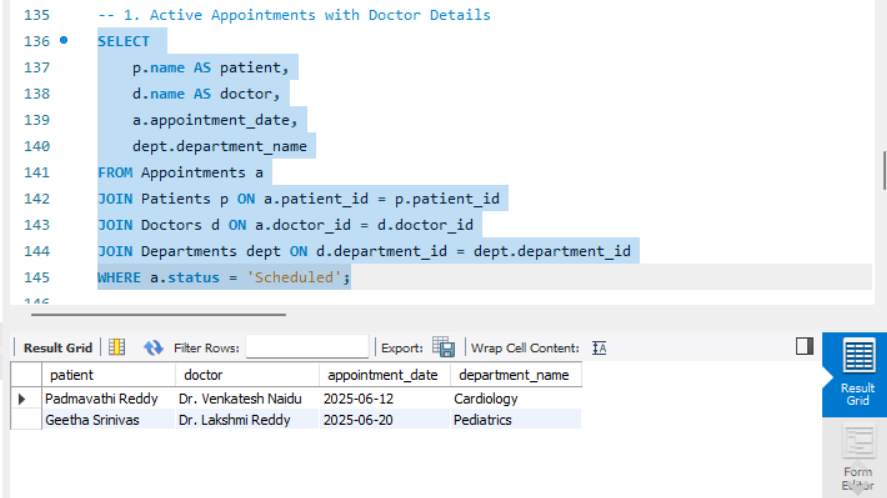 135 -- 1. Active Appointments with Doctor Details
136 SELECT
137 p.name AS patient,
138 d.name AS doctor,
139 a.appointment_date,
140 dept.department_name
141 FROM Appointments a
142 JOIN Patients p ON a.patient_id = p.patient_id
143 JOIN Doctors d ON a.doctor_id = d.doctor_id
144 JOIN Departments dept ON d.department_id = dept.department_id
145 WHERE a.status = 'Scheduled';
146
Result Grid Filter Rows: Export: Wrap Cell Content: IA
patient doctor appointment_date department_name
Padmavathi Reddy Dr. Venkatesh Naidu 2025-06-12 Cardiology
Geetha Srinivas Dr. Lakshmi Reddy 2025-06-20 Pediatrics
Result
Grid
Form
Editor